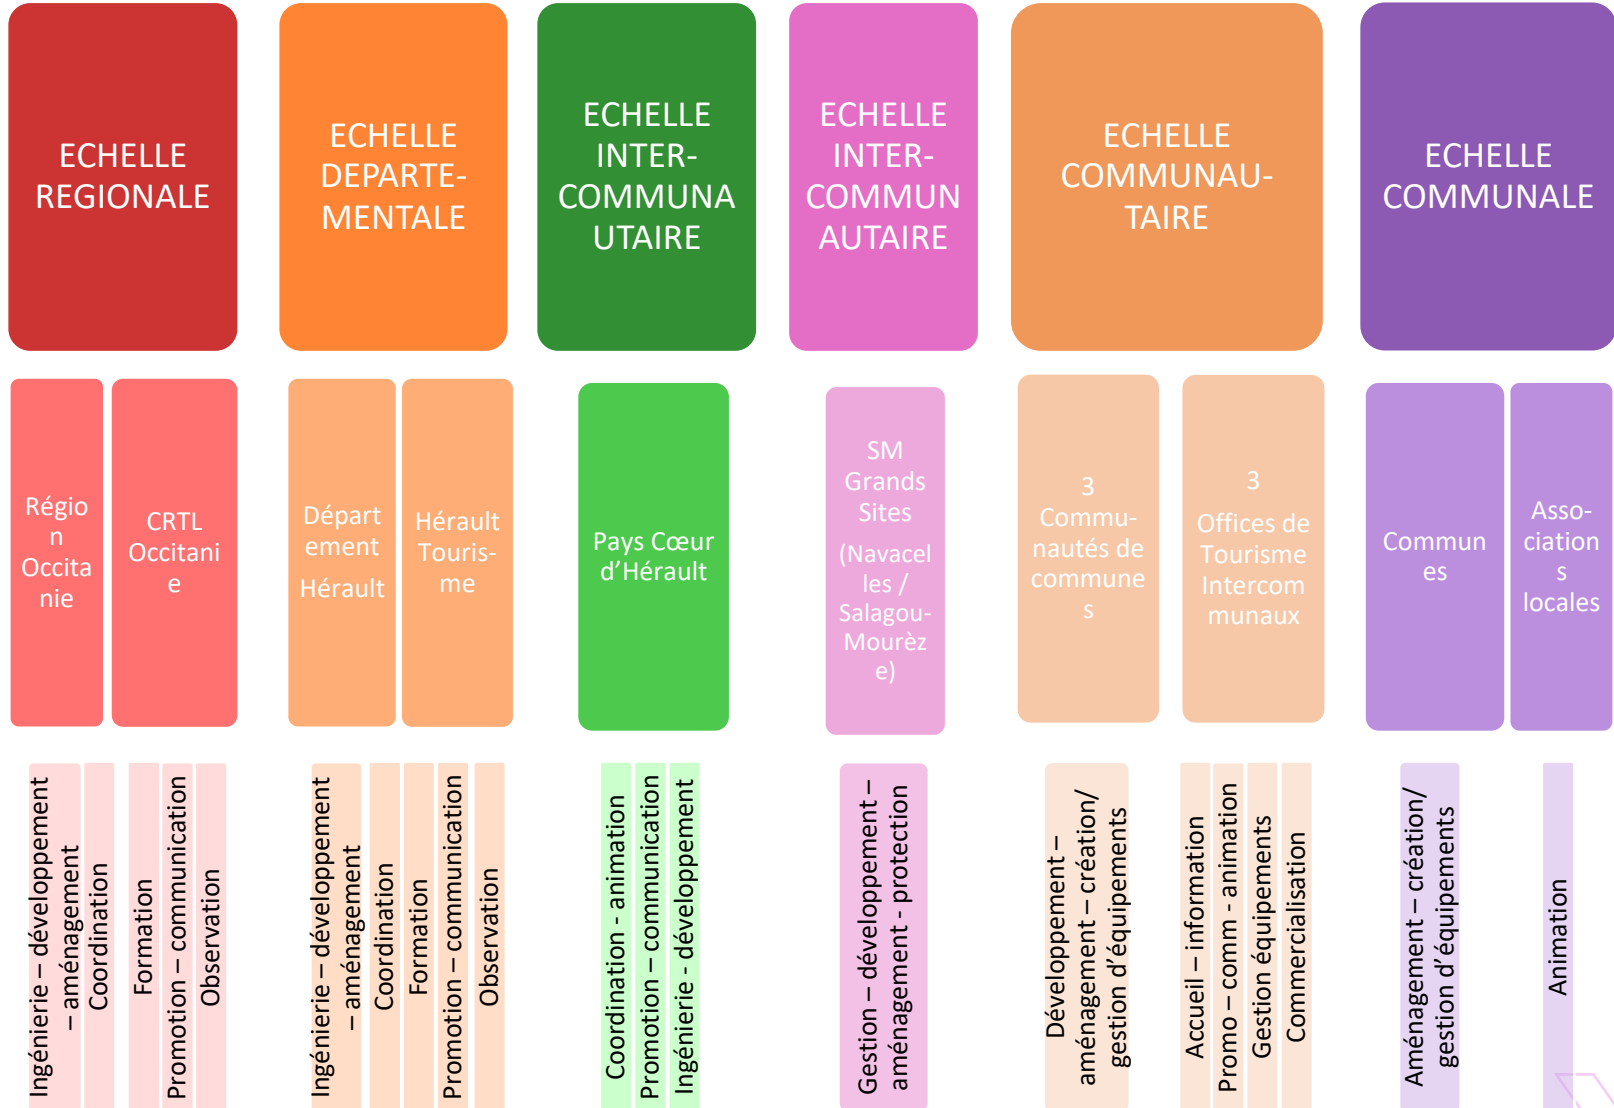 ECHELLE
REGIONALE
ECHELLE
DEPARTE-
MENTALE
ECHELLE
INTER-
COMMUNA
UTAIRE
ECHELLE
INTER-
COMMUN
AUTAIRE
ECHELLE
COMMUNAU-
TAIRE
ECHELLE
COMMUNALE
Régio
n
Occita
nie
CRTL
Occitani
e
Départ
ement
Hérault
Hérault
Touris-
me
Pays Cœur
d’Hérault
SM
Grands
Sites
(Navacel
les /
Salagou-
Mourèz
e)
3
Commu-
nautés de
commune
s
3
Offices de
Tourisme
Intercom
munaux
Commun
es
Asso-
ciation
s
locales
Ingénierie – développement
– aménagement
Coordination
Formation
Promotion – communication
Observation
Ingénierie – développement
– aménagement
Coordination
Formation
Promotion – communication
Observation
Coordination - animation
Promotion – communication
Ingénierie - développement
Gestion – développement –
aménagement - protection
Développement –
aménagement – création/
gestion d’équipements
Accueil – information
Promo – comm - animation
Gestion équipements
Commercialisation
Aménagement – création/
gestion d’équipements
Animation